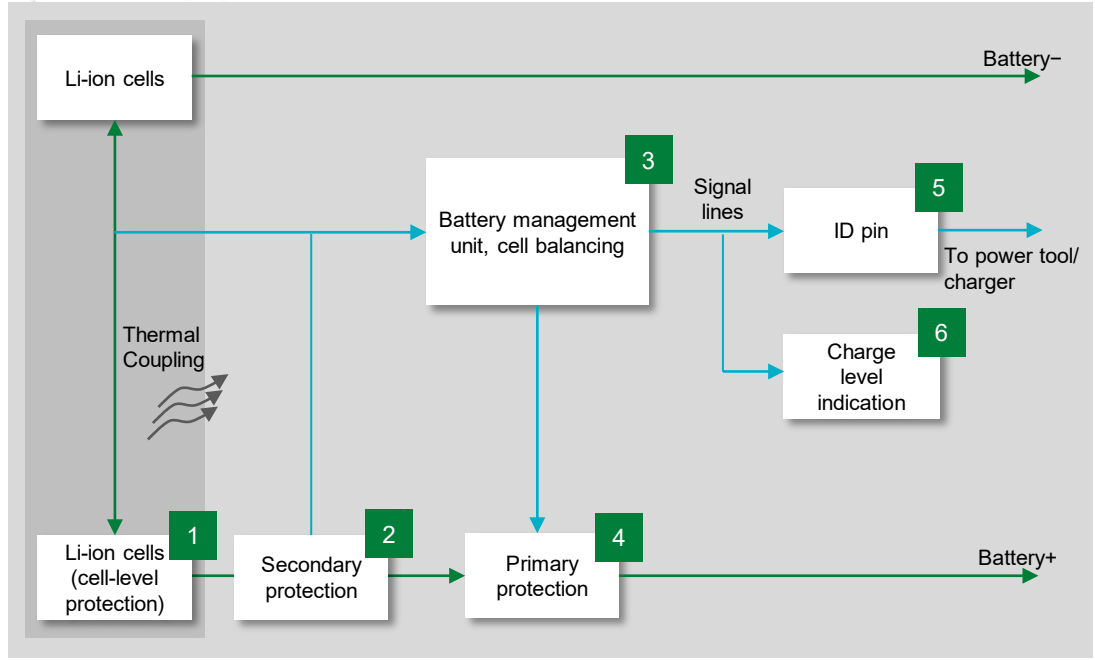 Battery−
Li-ion cells
3
Signal
lines
5
Battery management
unit, cell balancing
ID pin
To power tool/
charger
Thermal
Coupling
6
Charge
level
indication
1
Li-ion cells
(cell-level
protection)
2
Secondary
protection
4
Primary
protection
Battery+